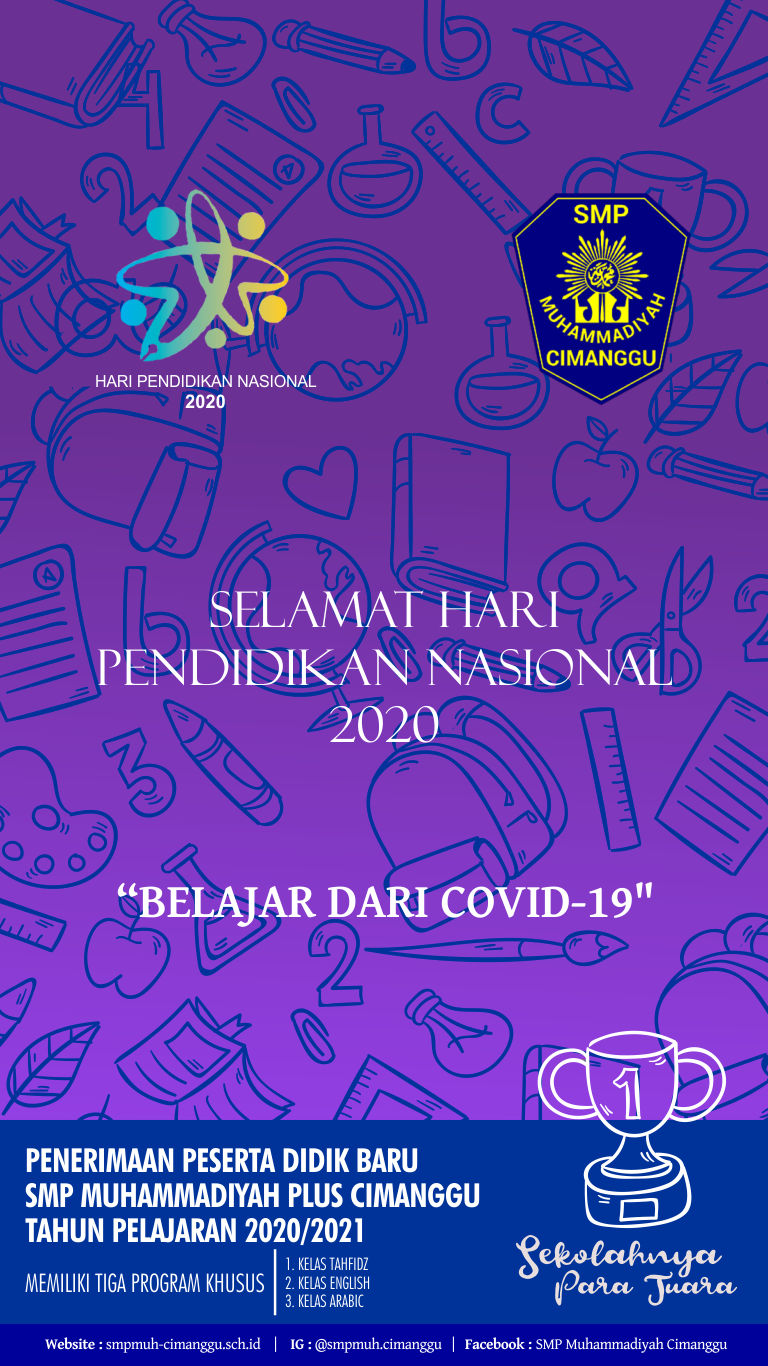 SMP
MUHAMMADIYAH
CIMANGGU
HARI PENDIDIKAN NASIONAL
2020
SELAMAT HARI
PENDIDIKAN NASIONAL
2020
“BELAJAR DARI COVID-19"
1
PENERIMAAN PESERTA DIDIK BARU
SMP MUHAMMADIYAH PLUS CIMANGGU
TAHUN PELAJARAN 2020/2021
MEMILIKI TIGA PROGRAM KHUSUS
1. KELAS TAHFIDZ
2. KELAS ENGLISH
3. KELAS ARABIC
Sekolahnya
Para Juara
Website : smpmuh-cimanggu.sch.id | IG : @smpmuh.cimanggu | Facebook : SMP Muhammadiyah Cimanggu